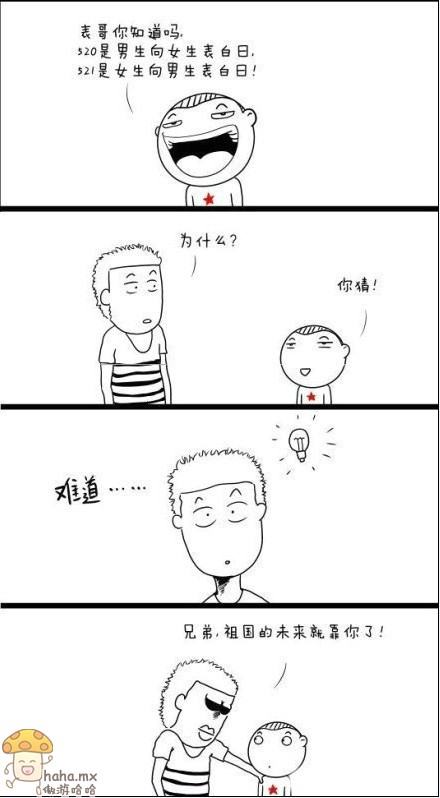 表哥你知道吗，
520是男生向女生表白日，
521是女生向男生表白日！
为什么？
你猜！
难道……
兄弟，祖国的未来就靠你了！
haha.mx
傲游哈哈